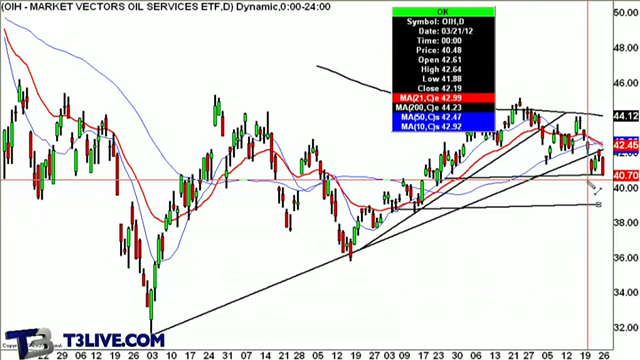 (OIH - MARKET VECTORS OIL SERVICES ETF,D) Dynamic,0:00-24:00
OK
Symbol: OIH,D
Date: 03/21/12
Time: 00:00
Price: 40.48
Open 42.61
High 42.64
Low 41.88
Close 42.19
MA(21,C)e 42.99
MA(200,C)e 44.23
MA(50,C)s 42.47
MA(10,C)s 42.92
50.00
48.00
46.00
44.12
42.45
40.70
38.00
36.00
34.00
32.00
T3 T3LIVE.COM
22 29 06 13 19 26 03 10 17 24 31 07 14 21 28 05 12 19 27 03 09 17 23 30 06 13 21 27 05 12 19 26